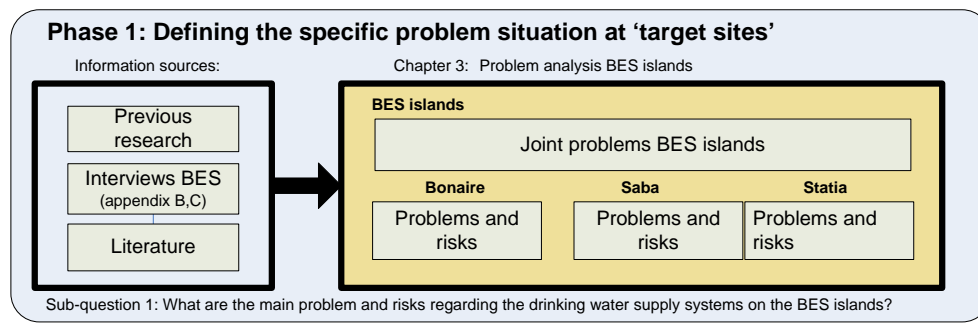 Phase 1: Defining the specific problem situation at ‘target sites’
Information sources:
Chapter 3: Problem analysis BES islands
Previous
research
Interviews BES
(appendix B,C)
Literature
BES islands
Joint problems BES islands
Bonaire
Saba
Statia
Problems and
risks
Problems and
risks
Problems and
risks
Sub-question 1: What are the main problem and risks regarding the drinking water supply systems on the BES islands?